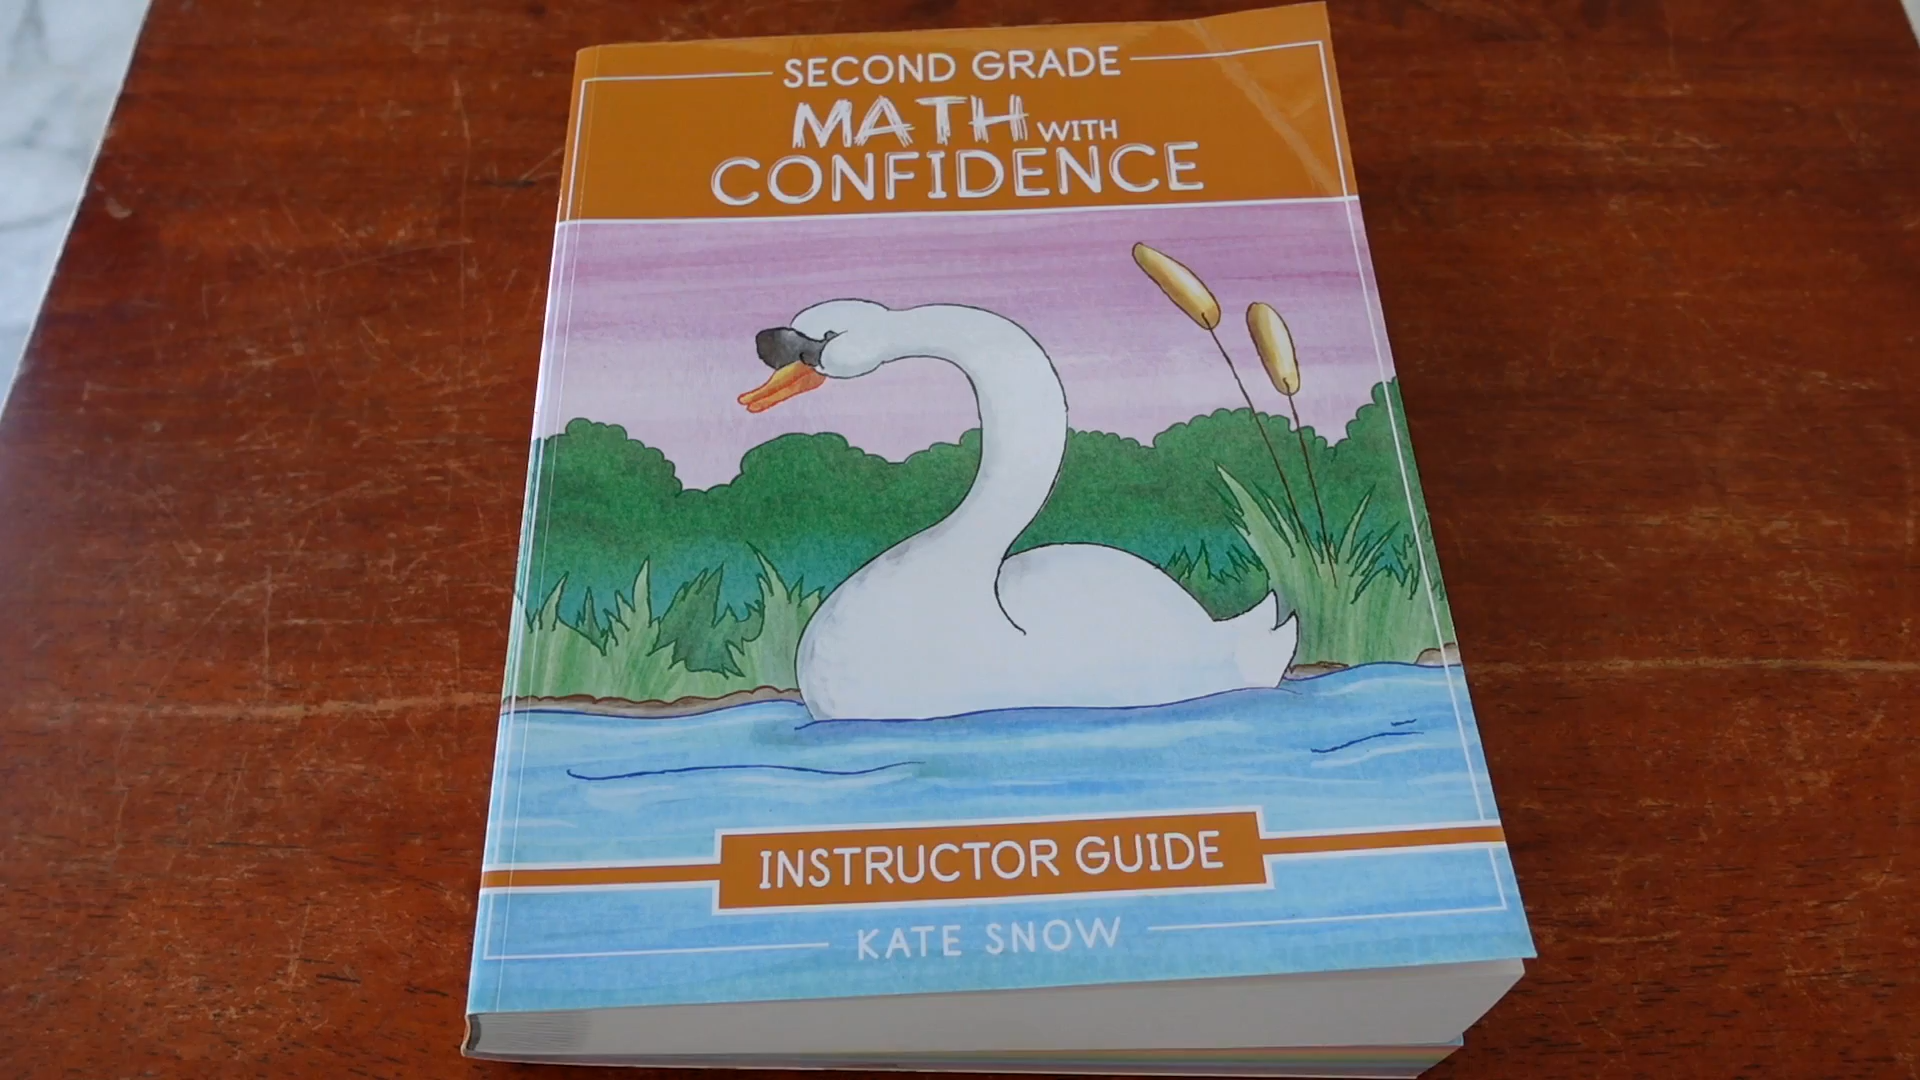 SECOND GRADE
MATH WITH
CONFIDENCE
INSTRUCTOR GUIDE
KATE SNOW